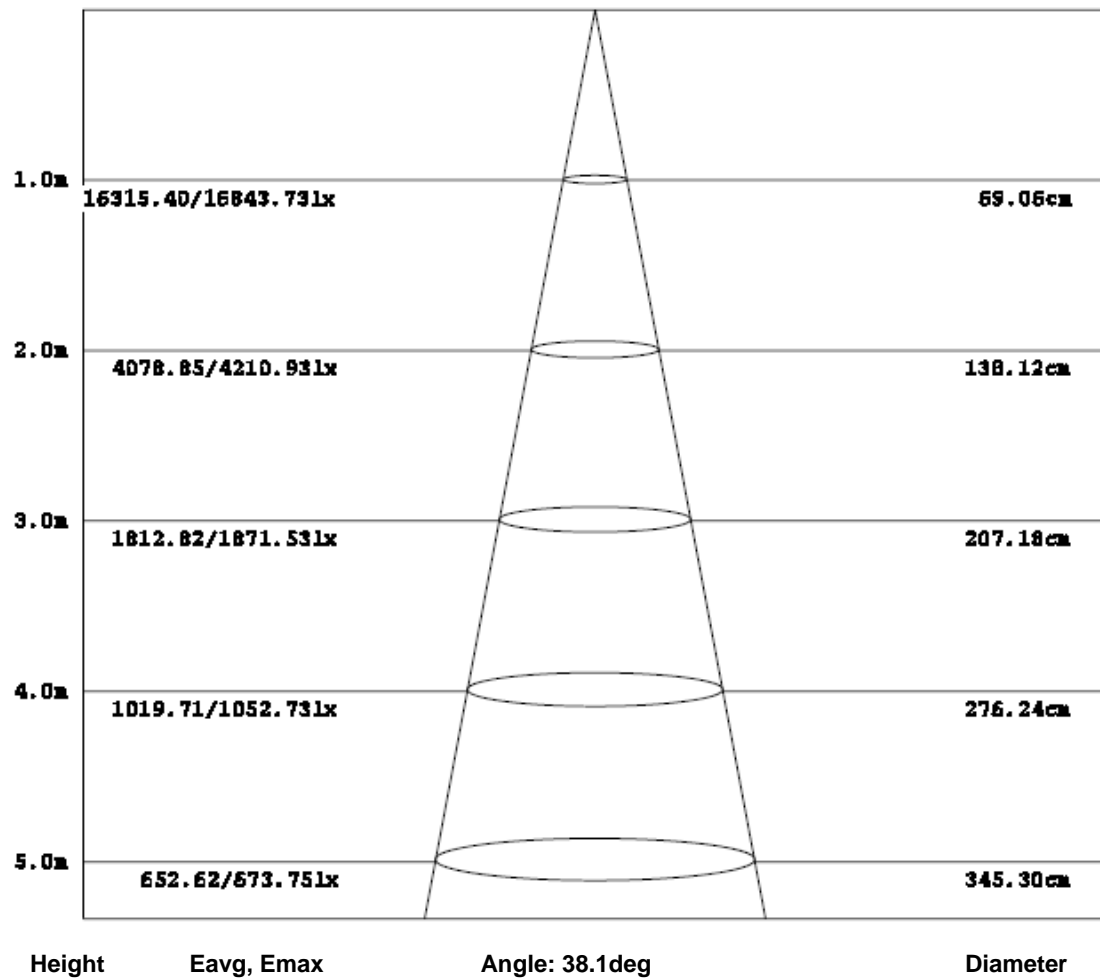 1.0m
16315.40/16843.73lx 69.06cm
2.0m
4078.85/4210.93lx 138.12cm
3.0m
1812.82/1871.53lx 207.18cm
4.0m
1019.71/1052.73lx 276.24cm
5.0m
652.62/673.75lx 345.30cm
Height Eavg, Emax Angle: 38.1deg Diameter